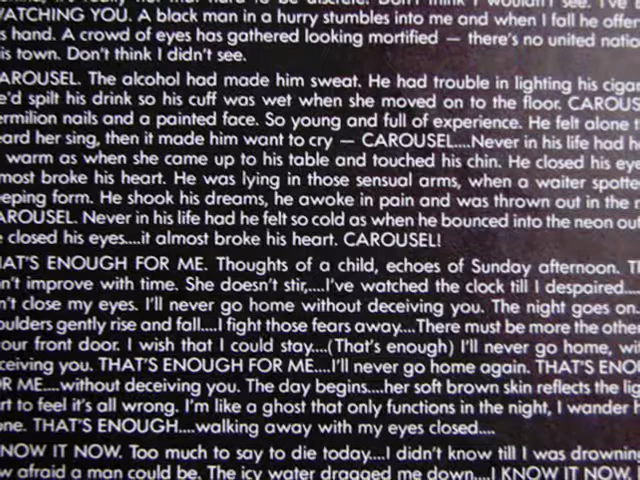 WATCHING YOU. A black man in a hurry stumbles into me and when I fall he offer
is hand. A crowd of eyes has gathered looking mortified — there's no united natio
is town. Don't think I didn't see.
AROUSEL. The alcohol had made him sweat. He had trouble in lighting his cigar
e'd spilt his drink so his cuff was wet when she moved on to the floor. CAROUS
ermilion nails and a painted face. So young and full of experience. He felt alone t
eard her sing, then it made him want to cry — CAROUSEL....Never in his life had h
warm as when she came up to his table and touched his chin. He closed his eye
most broke his heart. He was lying in those sensual arms, when a waiter spotte
eeping form. He shook his dreams, he awoke in pain and was thrown out in the r
AROUSEL. Never in his life had he felt so cold as when he bounced into the neon out
e closed his eyes....it almost broke his heart. CAROUSEL!
HAT'S ENOUGH FOR ME. Thoughts of a child, echoes of Sunday afternoon. T
an't improve with time. She doesn't stir,....I've watched the clock till I despaired....
n't close my eyes. I'll never go home without deceiving you. The night goes on.
oulders gently rise and fall....I fight those fears away....There must be more the othe
our front door. I wish that I could stay....(That's enough) I'll never go home, wit
ceiving you. THAT'S ENOUGH FOR ME....I'll never go home again. THAT'S ENO
OR ME....without deceiving you. The day begins....her soft brown skin reflects the lig
art to feel it's all wrong. I'm like a ghost that only functions in the night, I wander
one. THAT'S ENOUGH....walking away with my eyes closed....
NOW IT NOW. Too much to say to die today....I didn't know till I was drowning
w afraid a man could be. The icy water dragged me down....I KNOW IT NOW.